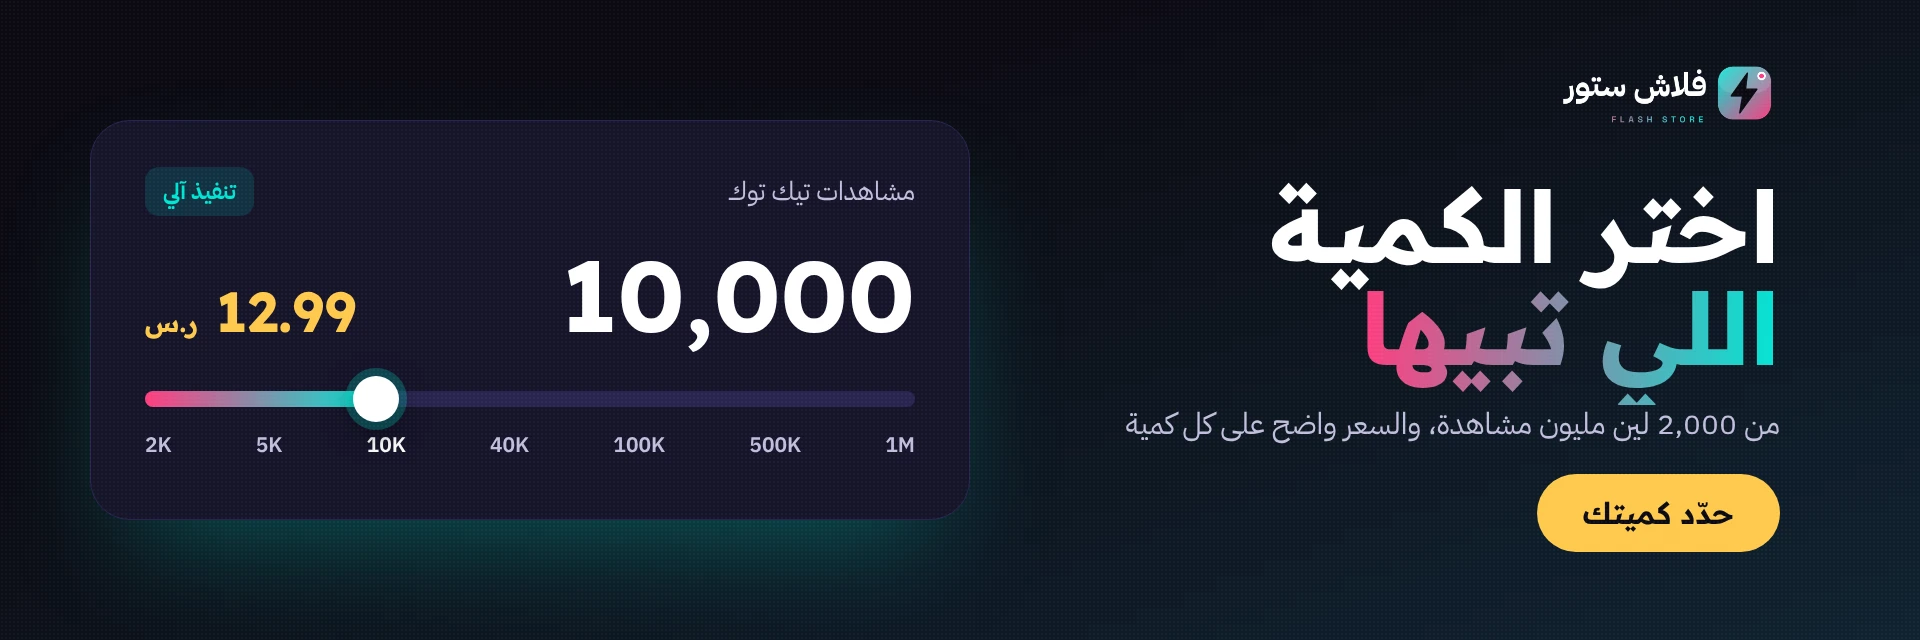 فلاش ستور
FLASH STORE
اختر الكمية
اللي تبيها
من 2,000 لين مليون مشاهدة، والسعر واضح على كل كمية
حدّد كميتك
مشاهدات تيك توك
تنفيذ آلي
10,000
12.99 ر.س
2K 5K 10K 40K 100K 500K 1M